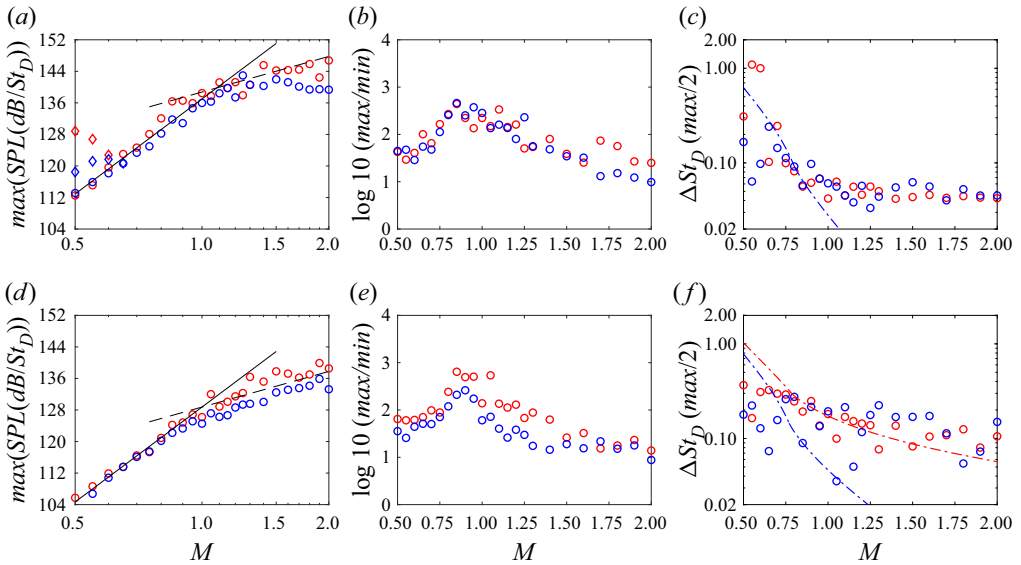 (a) (b) (c)
152 144 136 128 120 112
max(SPL(dB/St_D))
0.5 1.0 1.5 2.0
4 3 2 1 0
log 10 (max/min)
0.50 0.75 1.00 1.25 1.50 1.75 2.00
2.00 1.00 0.10 0.02
ΔSt_D (max/2)
0.50 0.75 1.00 1.25 1.50 1.75 2.00
(d) (e) (f)
152 144 136 128 120 112 104
max(SPL(dB/St_D))
0.5 1.0 1.5 2.0
M
4 3 2 1 0
log 10 (max/min)
0.50 0.75 1.00 1.25 1.50 1.75 2.00
M
2.00 1.00 0.10 0.02
ΔSt_D (max/2)
0.50 0.75 1.00 1.25 1.50 1.75 2.00
M